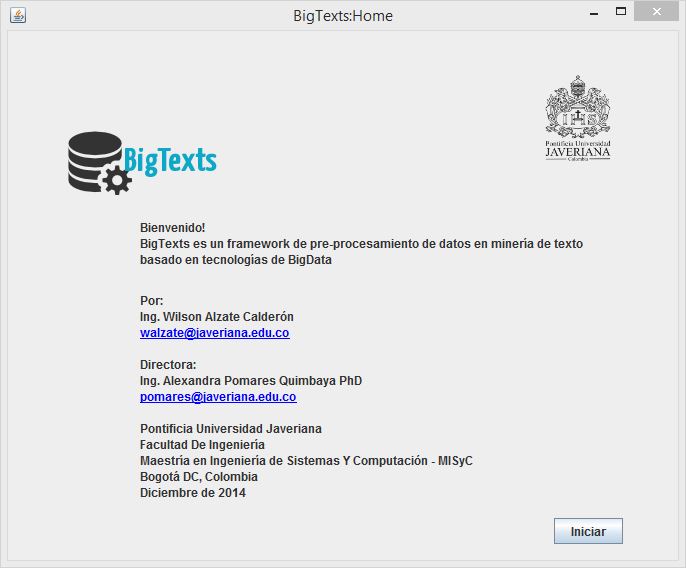 BigTexts:Home
IHS
Pontificia Universidad
JAVERIANA
Colombia
BigTexts
Bienvenido!
BigTexts es un framework de pre-procesamiento de datos en minería de texto
basado en tecnologías de BigData
Por:
Ing. Wilson Alzate Calderón
walzate@javeriana.edu.co
Directora:
Ing. Alexandra Pomares Quimbaya PhD
pomares@javeriana.edu.co
Pontificia Universidad Javeriana
Facultad De Ingeniería
Maestría en Ingeniería de Sistemas Y Computación - MISyC
Bogotá DC, Colombia
Diciembre de 2014
Iniciar